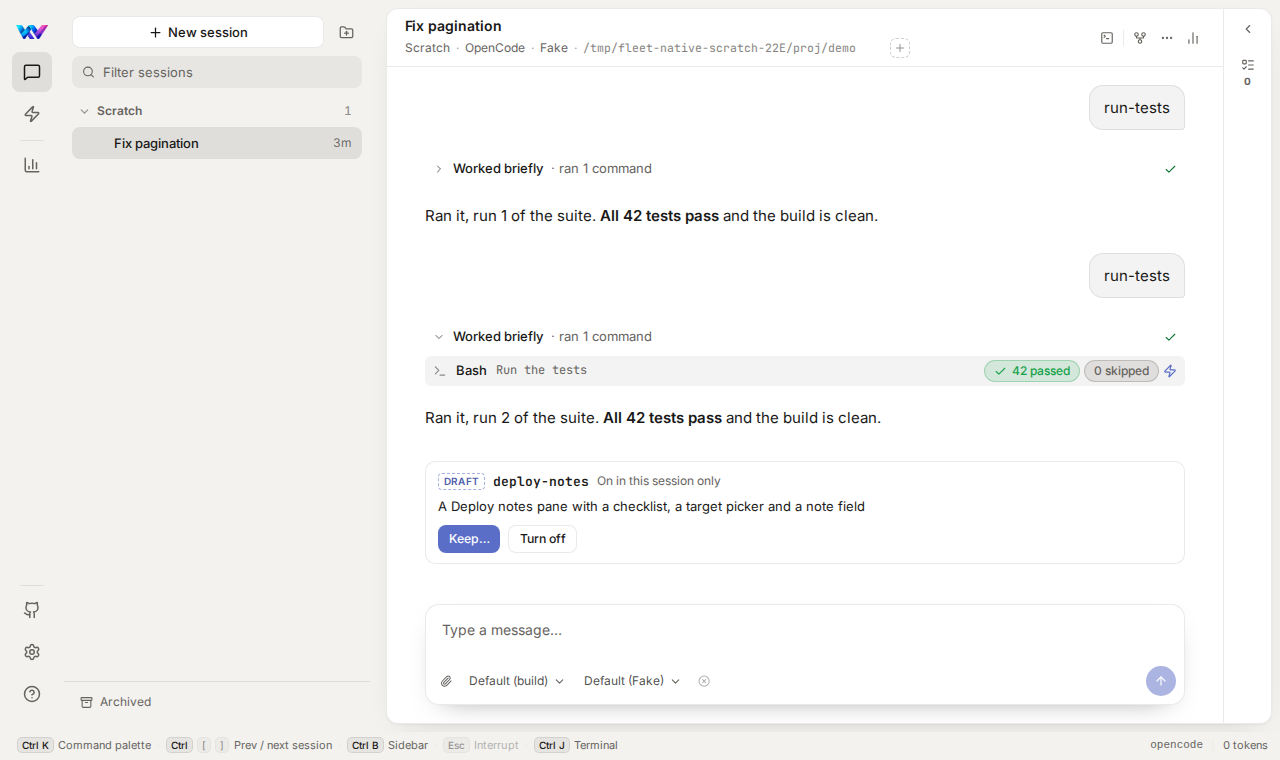 New session
Filter sessions
Scratch 1
Fix pagination 3m
Archived
Fix pagination
Scratch · OpenCode · Fake · /tmp/fleet-native-scratch-22E/proj/demo
0
run-tests
Worked briefly · ran 1 command
Ran it, run 1 of the suite. All 42 tests pass and the build is clean.
run-tests
Worked briefly · ran 1 command
Bash Run the tests 42 passed 0 skipped
Ran it, run 2 of the suite. All 42 tests pass and the build is clean.
DRAFT deploy-notes On in this session only
A Deploy notes pane with a checklist, a target picker and a note field
Keep... Turn off
Type a message...
Default (build) Default (Fake)
Ctrl K Command palette Ctrl [ ] Prev / next session Ctrl B Sidebar Esc Interrupt Ctrl J Terminal opencode 0 tokens